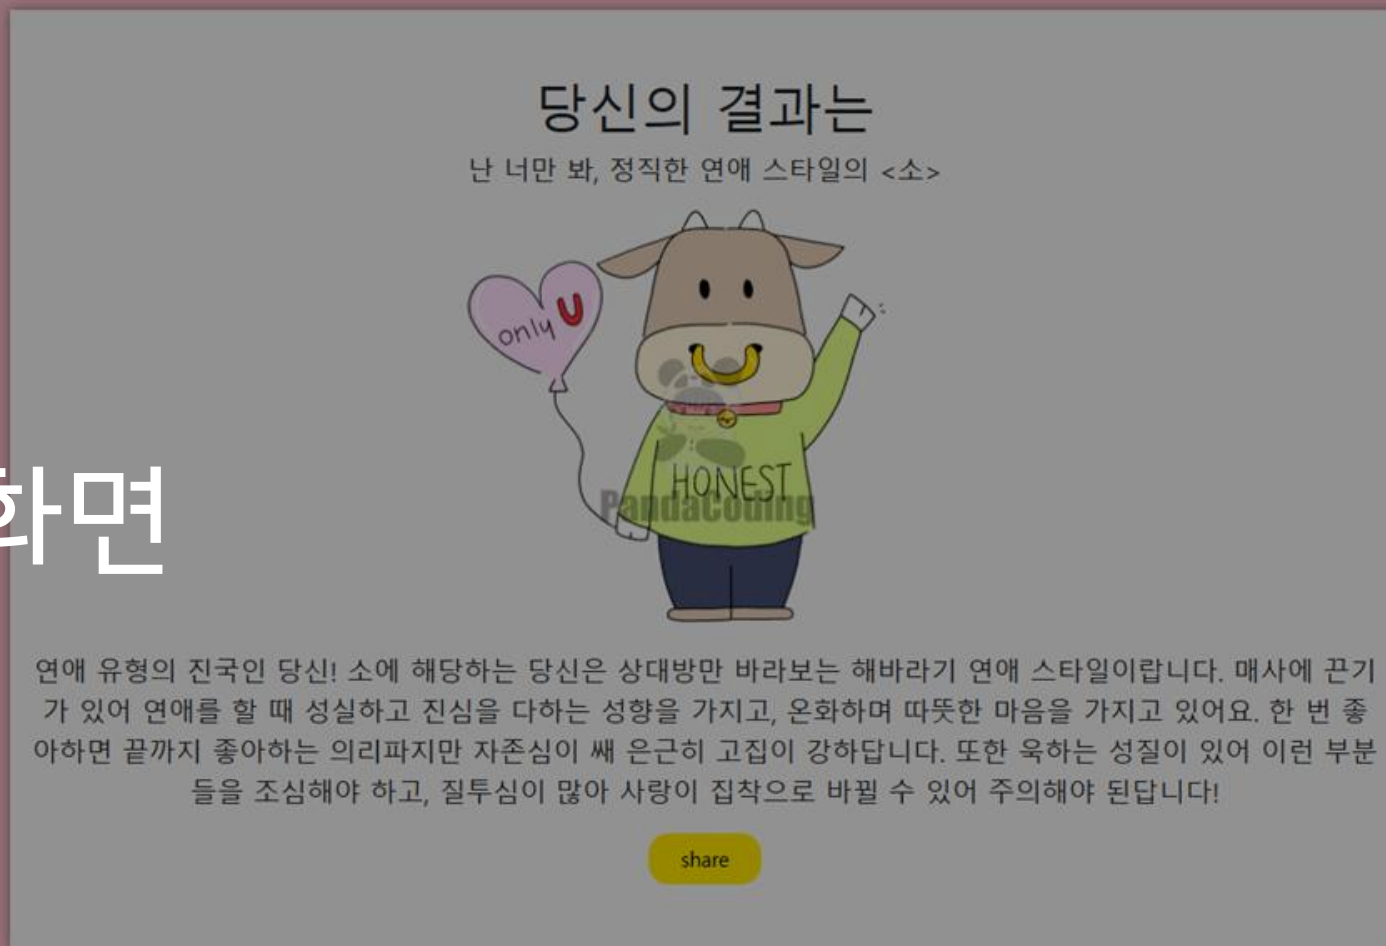 당신의 결과는
난 너만 봐, 정직한 연애 스타일의 <소>
only U
HONEST
PandaCoding
화면
연애 유형의 진국인 당신! 소에 해당하는 당신은 상대방만 바라보는 해바라기 연애 스타일이랍니다. 매사에 끈기
가 있어 연애를 할 때 성실하고 진심을 다하는 성향을 가지고, 온화하며 따뜻한 마음을 가지고 있어요. 한 번 좋
아하면 끝까지 좋아하는 의리파지만 자존심이 쌔 은근히 고집이 강하답니다. 또한 욱하는 성질이 있어 이런 부분
들을 조심해야 하고, 질투심이 많아 사랑이 집착으로 바뀔 수 있어 주의해야 된답니다!
share